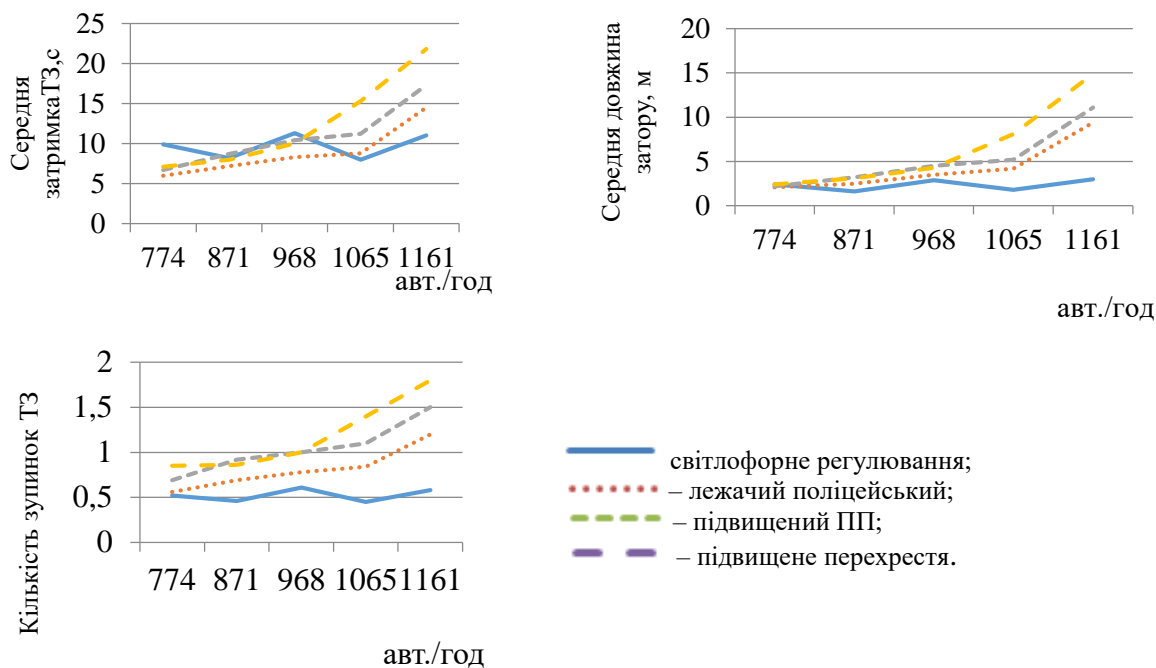 Середня
затримкаТЗ,с
25
20
15
10
5
0
774 871 968 1065 1161
авт./год
Середня довжина
затору, м
20
15
10
5
0
774 871 968 1065 1161
авт./год
Кількість зупинок ТЗ
2
1,5
1
0,5
0
774 871 968 1065 1161
авт./год
світлофорне регулювання;
– лежачий поліцейський;
– підвищений ПП;
– підвищене перехрестя.